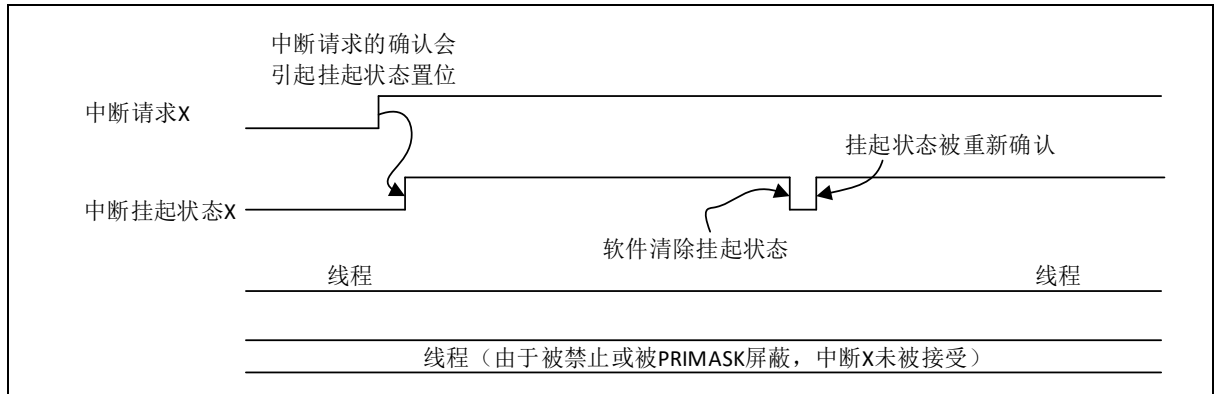 中断请求的确认会
引起挂起状态置位
中断请求X
挂起状态被重新确认
中断挂起状态X
软件清除挂起状态
线程
线程
线程（由于被禁止或被PRIMASK屏蔽，中断X未被接受）